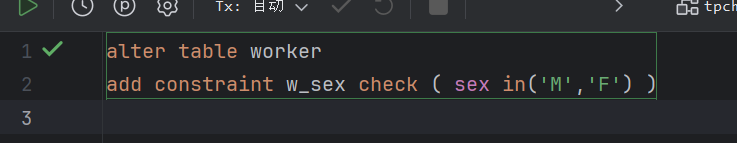 Tx: 自动
tpch
1 alter table worker
2 add constraint w_sex check ( sex in('M','F') )
3